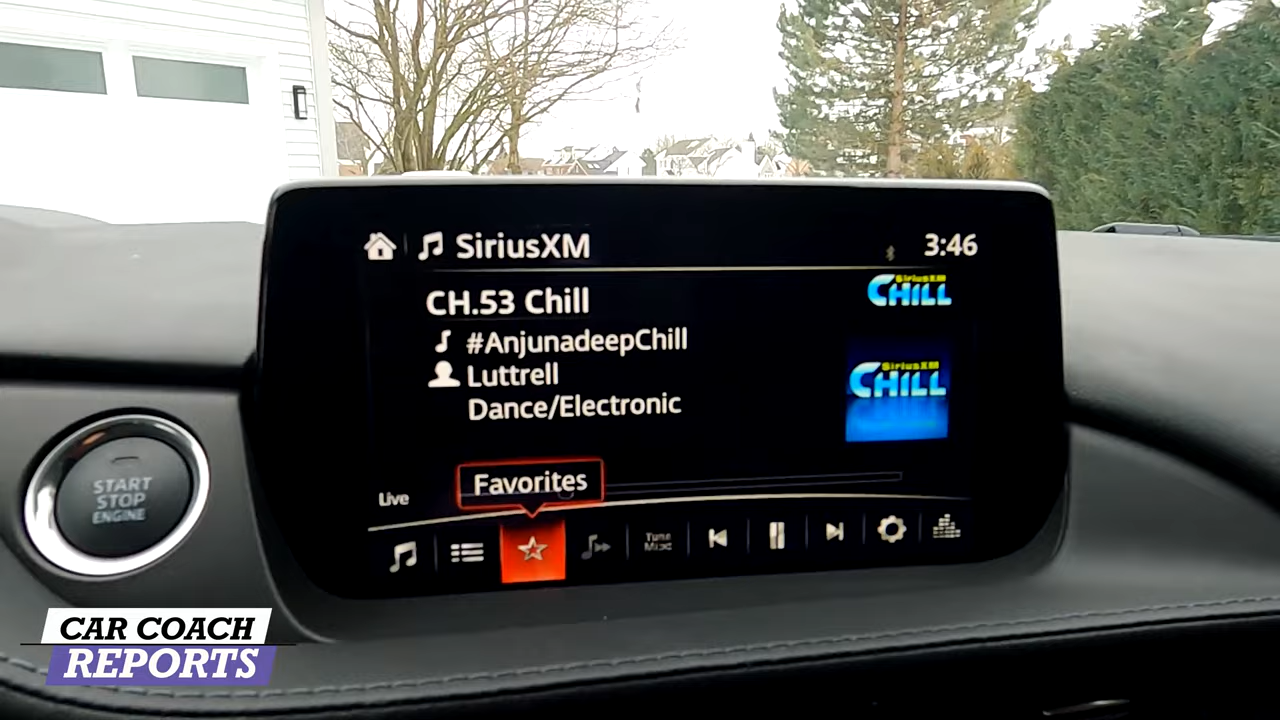 SiriusXM
3:46
CH.53 Chill
SiriusXM
CHILL
#AnjunadeepChill
Luttrell
Dance/Electronic
SiriusXM
CHILL
Favorites
Live
Tune
Mix
START
STOP
ENGINE
CAR COACH
REPORTS